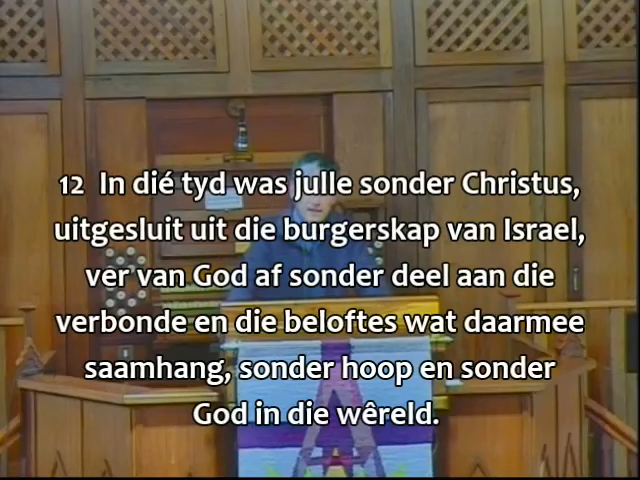 12 In dié tyd was julle sonder Christus,
uitgesluit uit die burgerskap van Israel,
ver van God af sonder deel aan die
verbonde en die beloftes wat daarmee
saamhang, sonder hoop en sonder
God in die wêreld.